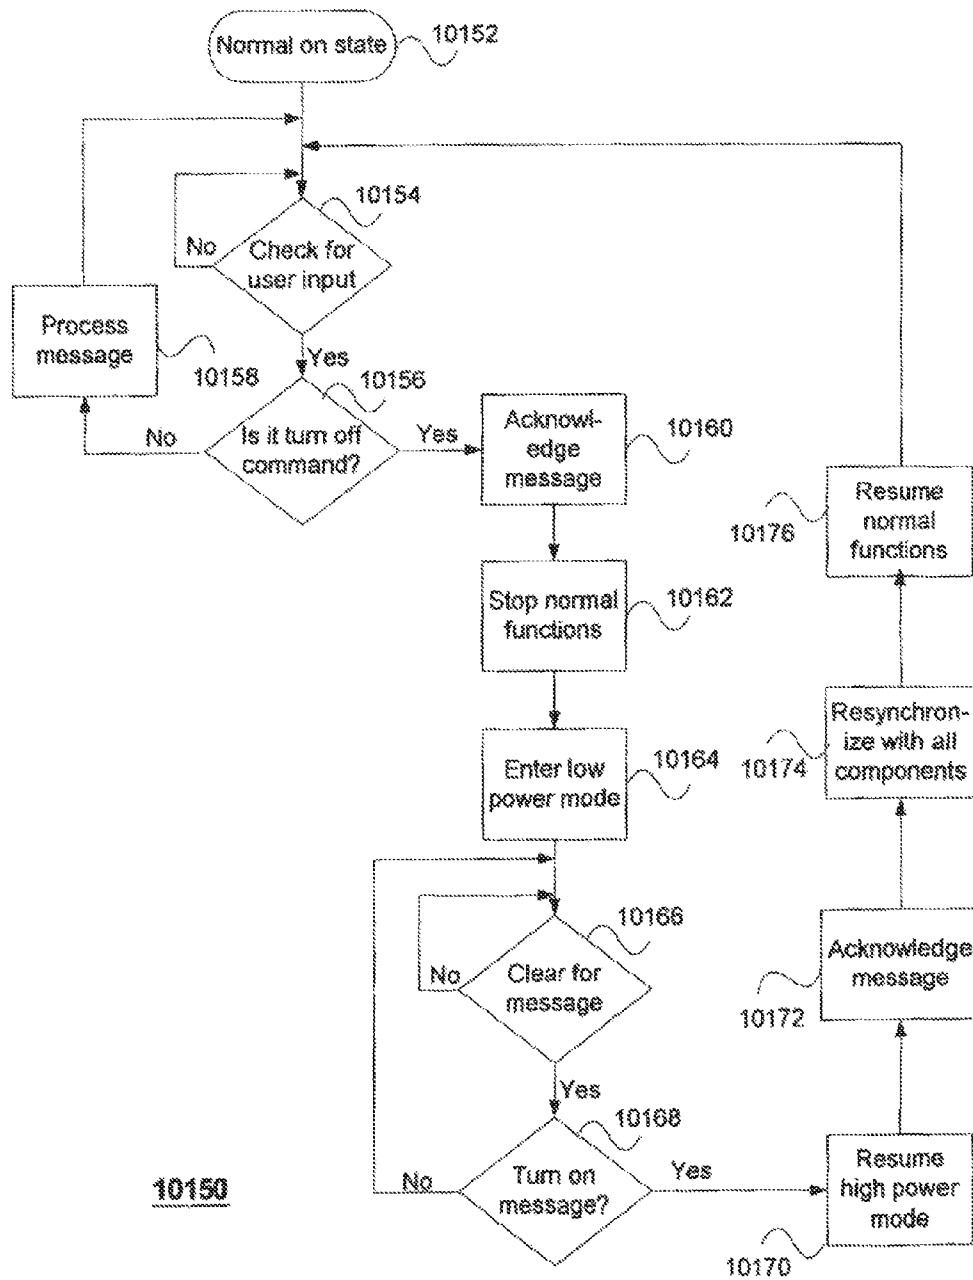 Normal on state
10152
10154
No
Check for
user input
Process
message
10158
Yes
10156
No
Is it turn off
command?
Yes
Acknowl-
edge
message
10160
Resume
normal
functions
10176
Stop normal
functions
10162
Resynchron-
ize with all
components
10174
Enter low
power mode
10164
10166
No
Clear for
message
Acknowledge
message
10172
Yes
10168
No
Turn on
message?
Yes
Resume
high power
mode
10170
10150